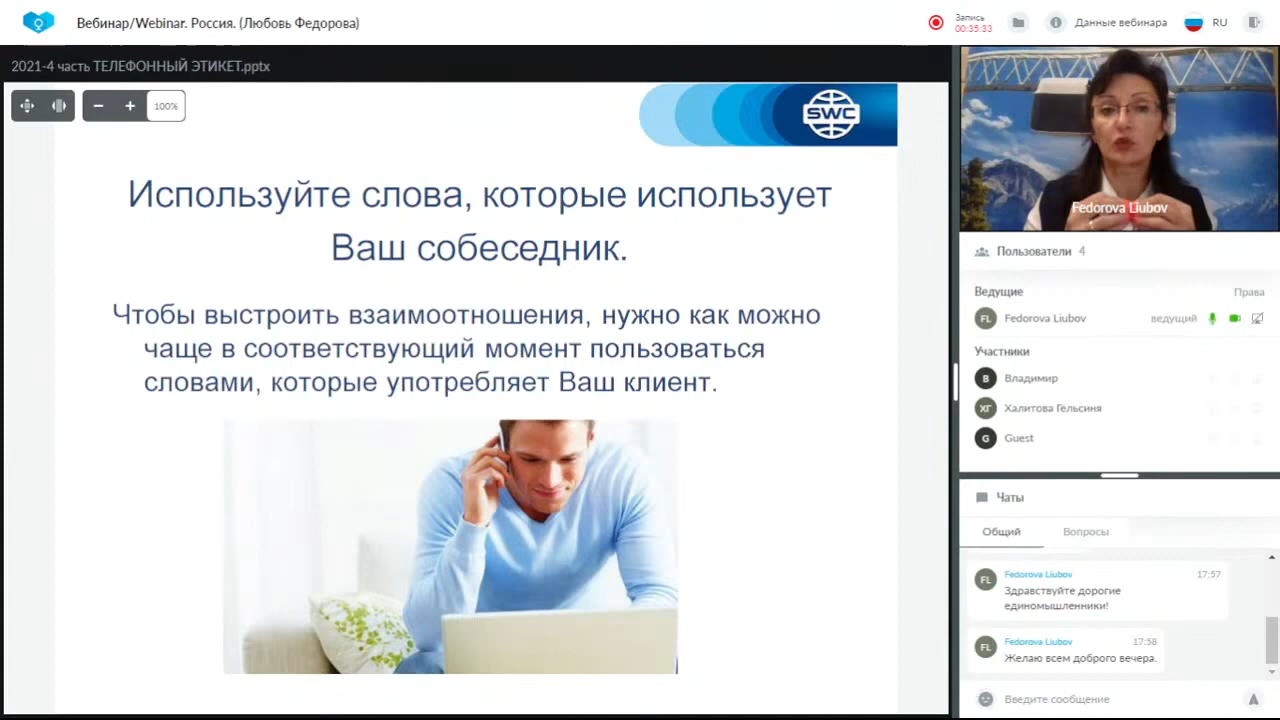 Вебинар/Webinar. Россия. (Любовь Федорова)
Запись
00:35:33
Данные вебинара
RU
2021-4 часть ТЕЛЕФОННЫЙ ЭТИКЕТ.pptx
100%
SWC
Используйте слова, которые использует
Ваш собеседник.
Чтобы выстроить взаимоотношения, нужно как можно
чаще в соответствующий момент пользоваться
словами, которые употребляет Ваш клиент.
Fedorova Liubov
Пользователи 4
Ведущие Права
FL Fedorova Liubov ведущий
Участники
В Владимир
ХГ Халитова Гельсиня
G Guest
Чаты
Общий Вопросы
FL Fedorova Liubov 17:57
Здравствуйте дорогие
единомышленники!
FL Fedorova Liubov 17:58
Желаю всем доброго вечера.
Введите сообщение